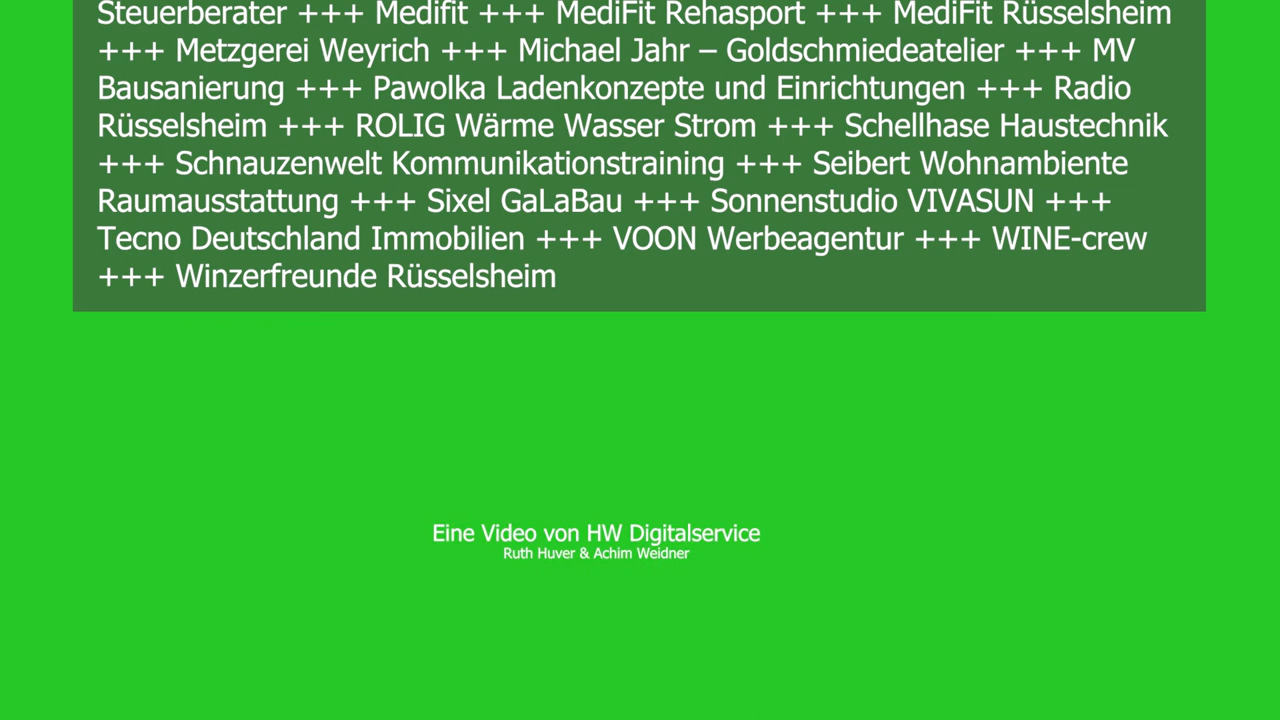 Steuerberater +++ Medifit +++ MediFit Rehasport +++ MediFit Rüsselsheim
+++ Metzgerei Weyrich +++ Michael Jahr – Goldschmiedeatelier +++ MV
Bausanierung +++ Pawolka Ladenkonzepte und Einrichtungen +++ Radio
Rüsselsheim +++ ROLIG Wärme Wasser Strom +++ Schellhase Haustechnik
+++ Schnauzenwelt Kommunikationstraining +++ Seibert Wohnambiente
Raumausstattung +++ Sixel GaLaBau +++ Sonnenstudio VIVASUN +++
Tecno Deutschland Immobilien +++ VOON Werbeagentur +++ WINE-crew
+++ Winzerfreunde Rüsselsheim
Eine Video von HW Digitalservice
Ruth Huver & Achim Weidner